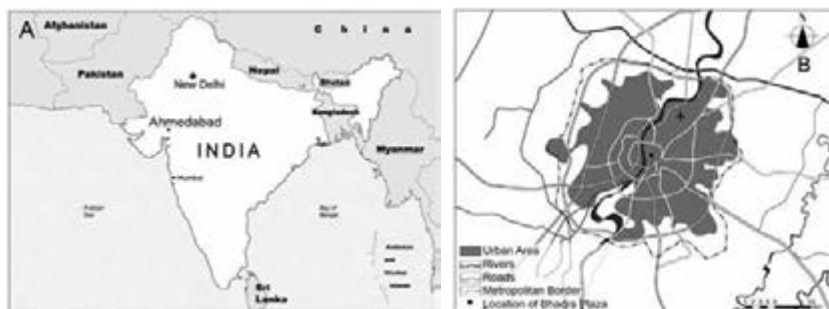 A
Afghanistan
China
Pakistan
New Delhi
Nepal
Bhutan
Bangladesh
Ahmedabad
INDIA
Myanmar
Mumbai
Sri
Lanka
N
B
Urban Area
Rivers
Roads
Metropolitan Border
Location of Bhadra Plaza